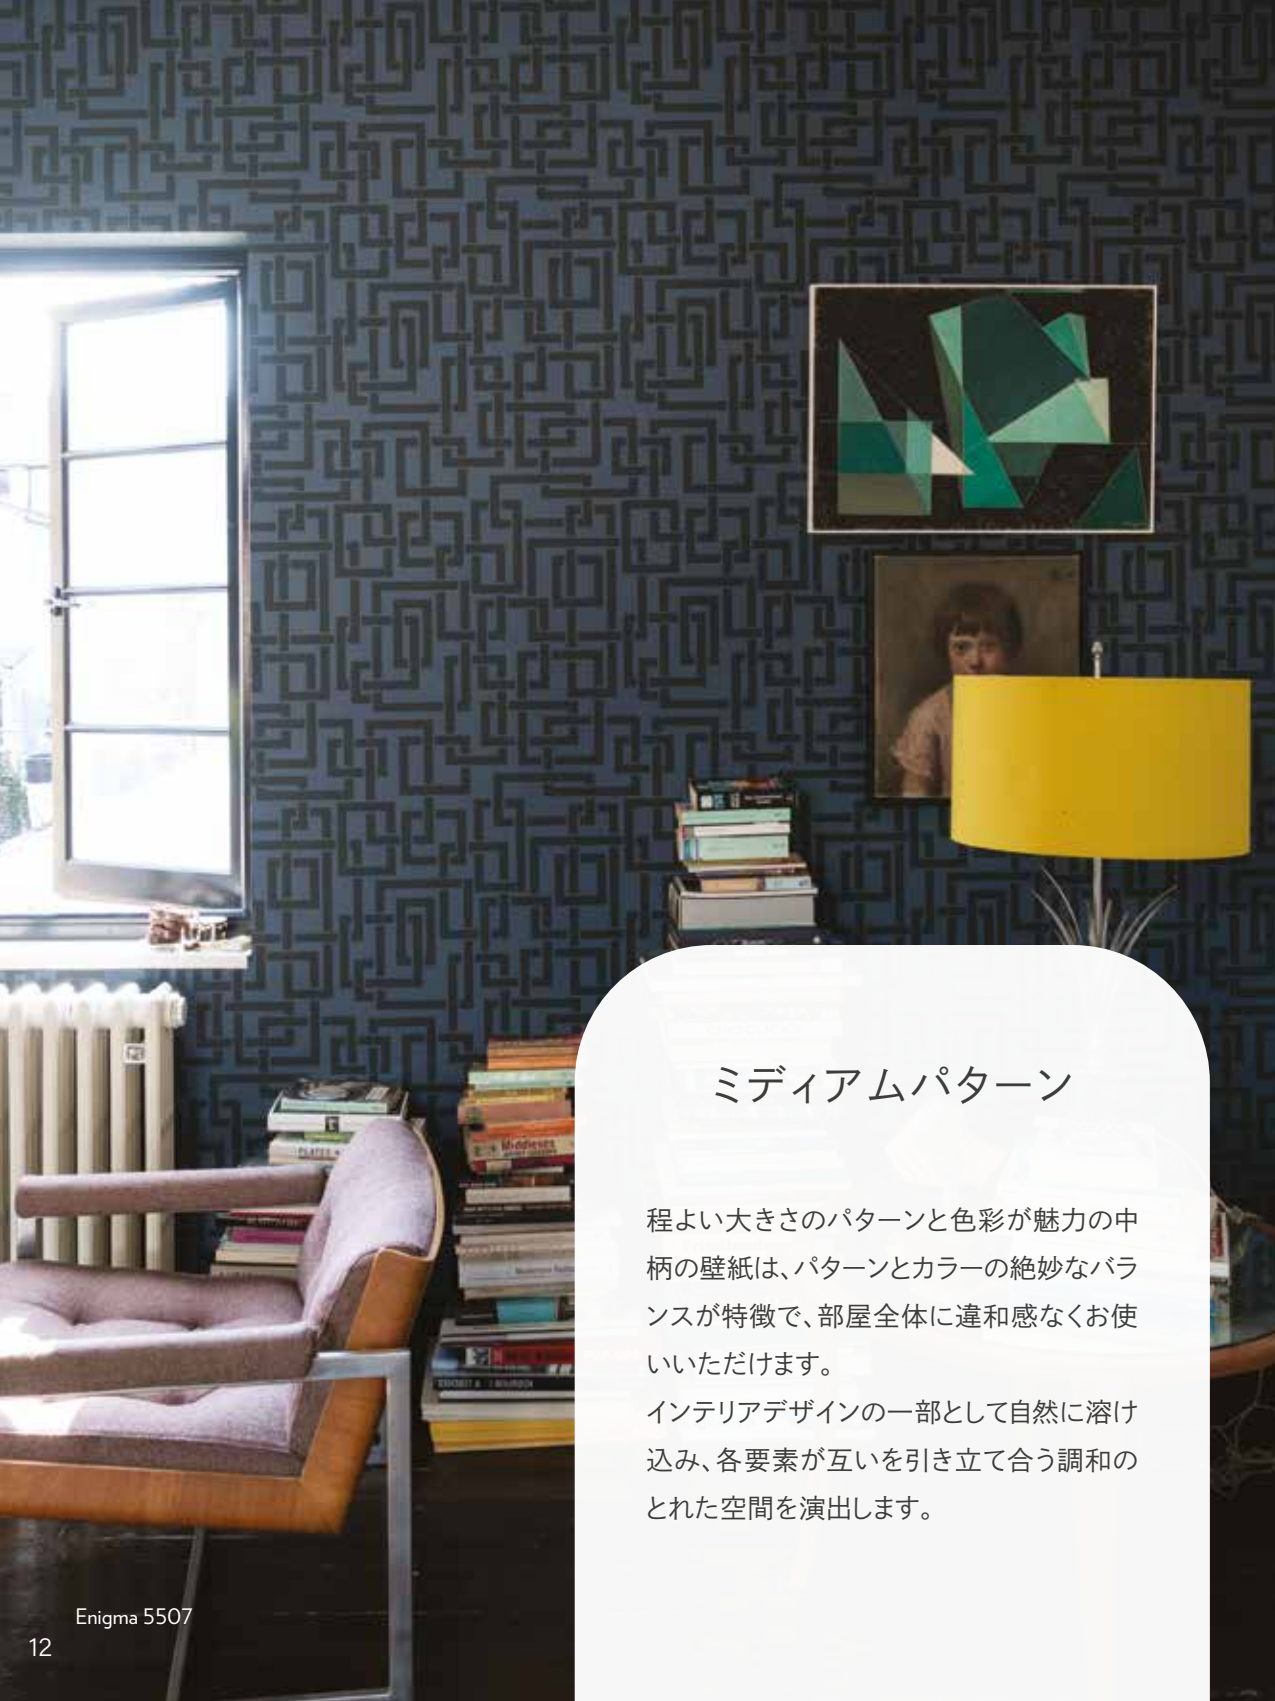 Middlesex
PLATES
ミディアムパターン
程よい大きさのパターンと色彩が魅力の中
柄の壁紙は、パターンとカラーの絶妙なバラ
ンスが特徴で、部屋全体に違和感なくお使
いいただけます。
インテリアデザインの一部として自然に溶け
込み、各要素が互いを引き立て合う調和の
とれた空間を演出します。
Enigma 5507
12